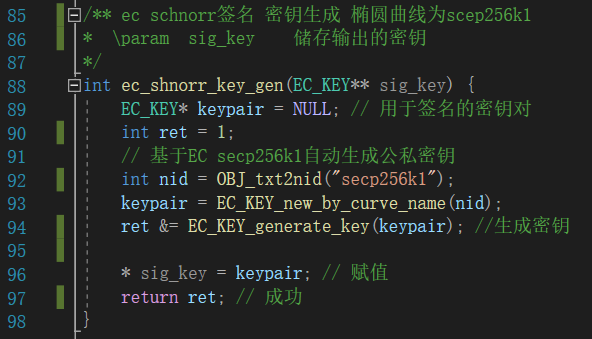 85 /** ec schnorr签名 密钥生成 椭圆曲线为scep256k1
86 *  \param  sig_key    储存输出的密钥
87 */
88 int ec_shnorr_key_gen(EC_KEY** sig_key) {
89     EC_KEY* keypair = NULL; // 用于签名的密钥对
90     int ret = 1;
91     // 基于EC secp256k1自动生成公私密钥
92     int nid = OBJ_txt2nid("secp256k1");
93     keypair = EC_KEY_new_by_curve_name(nid);
94     ret &= EC_KEY_generate_key(keypair); //生成密钥
95
96     * sig_key = keypair; // 赋值
97     return ret; // 成功
98 }